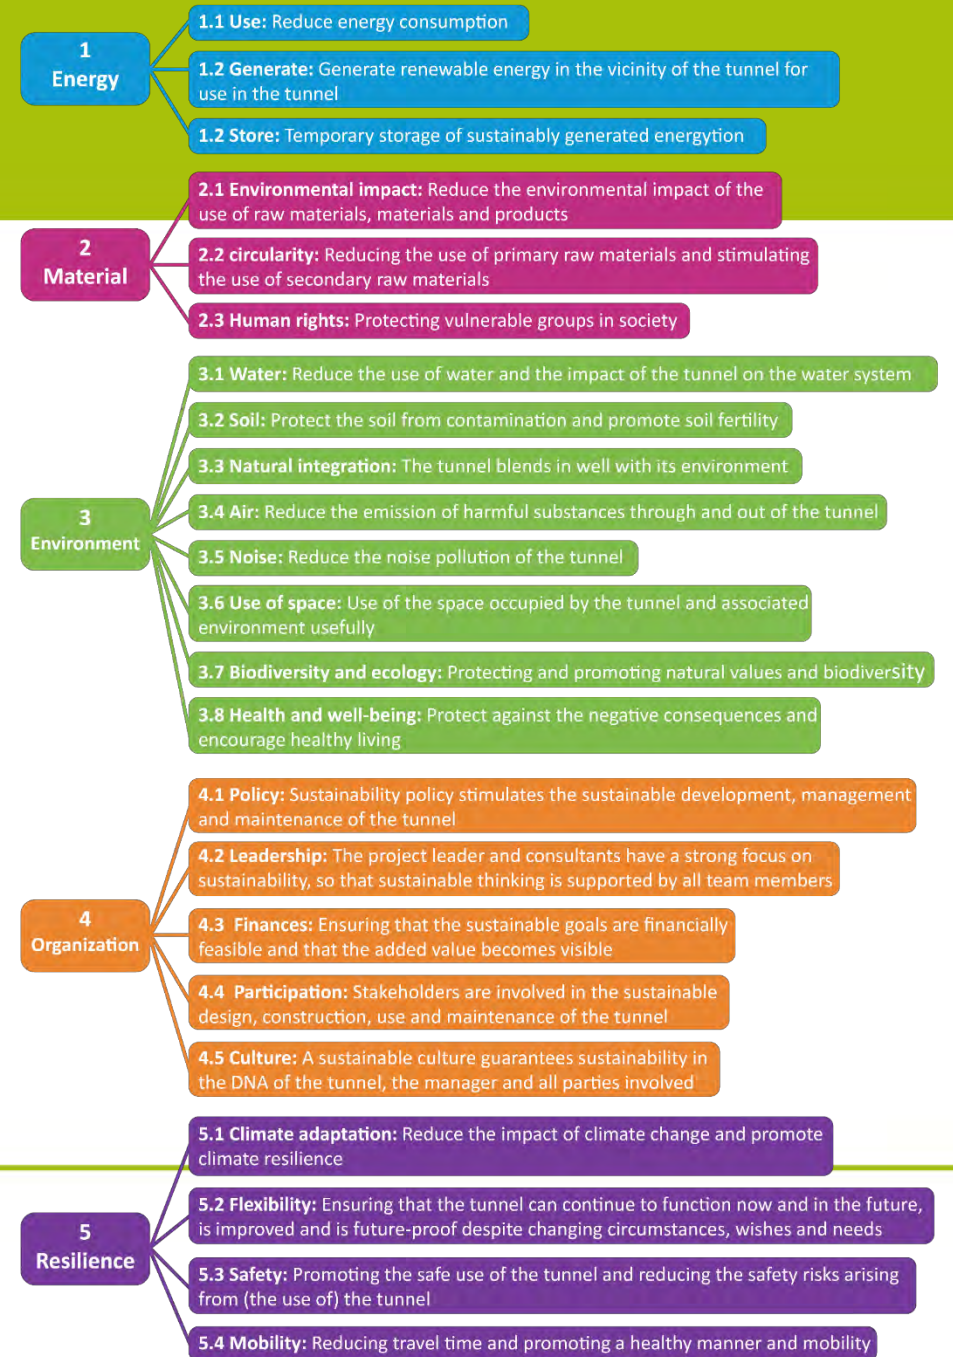 1
Energy
1.1 Use: Reduce energy consumption
1.2 Generate: Generate renewable energy in the vicinity of the tunnel for
use in the tunnel
1.2 Store: Temporary storage of sustainably generated energytion
2
Material
2.1 Environmental impact: Reduce the environmental impact of the
use of raw materials, materials and products
2.2 circularity: Reducing the use of primary raw materials and stimulating
the use of secondary raw materials
2.3 Human rights: Protecting vulnerable groups in society
3
Environment
3.1 Water: Reduce the use of water and the impact of the tunnel on the water system
3.2 Soil: Protect the soil from contamination and promote soil fertility
3.3 Natural integration: The tunnel blends in well with its environment
3.4 Air: Reduce the emission of harmful substances through and out of the tunnel
3.5 Noise: Reduce the noise pollution of the tunnel
3.6 Use of space: Use of the space occupied by the tunnel and associated
environment usefully
3.7 Biodiversity and ecology: Protecting and promoting natural values and biodiversity
3.8 Health and well-being: Protect against the negative consequences and
encourage healthy living
4
Organization
4.1 Policy: Sustainability policy stimulates the sustainable development, management
and maintenance of the tunnel
4.2 Leadership: The project leader and consultants have a strong focus on
sustainability, so that sustainable thinking is supported by all team members
4.3 Finances: Ensuring that the sustainable goals are financially
feasible and that the added value becomes visible
4.4 Participation: Stakeholders are involved in the sustainable
design, construction, use and maintenance of the tunnel
4.5 Culture: A sustainable culture guarantees sustainability in
the DNA of the tunnel, the manager and all parties involved
5
Resilience
5.1 Climate adaptation: Reduce the impact of climate change and promote
climate resilience
5.2 Flexibility: Ensuring that the tunnel can continue to function now and in the future,
is improved and is future-proof despite changing circumstances, wishes and needs
5.3 Safety: Promoting the safe use of the tunnel and reducing the safety risks arising
from (the use of) the tunnel
5.4 Mobility: Reducing travel time and promoting a healthy manner and mobility